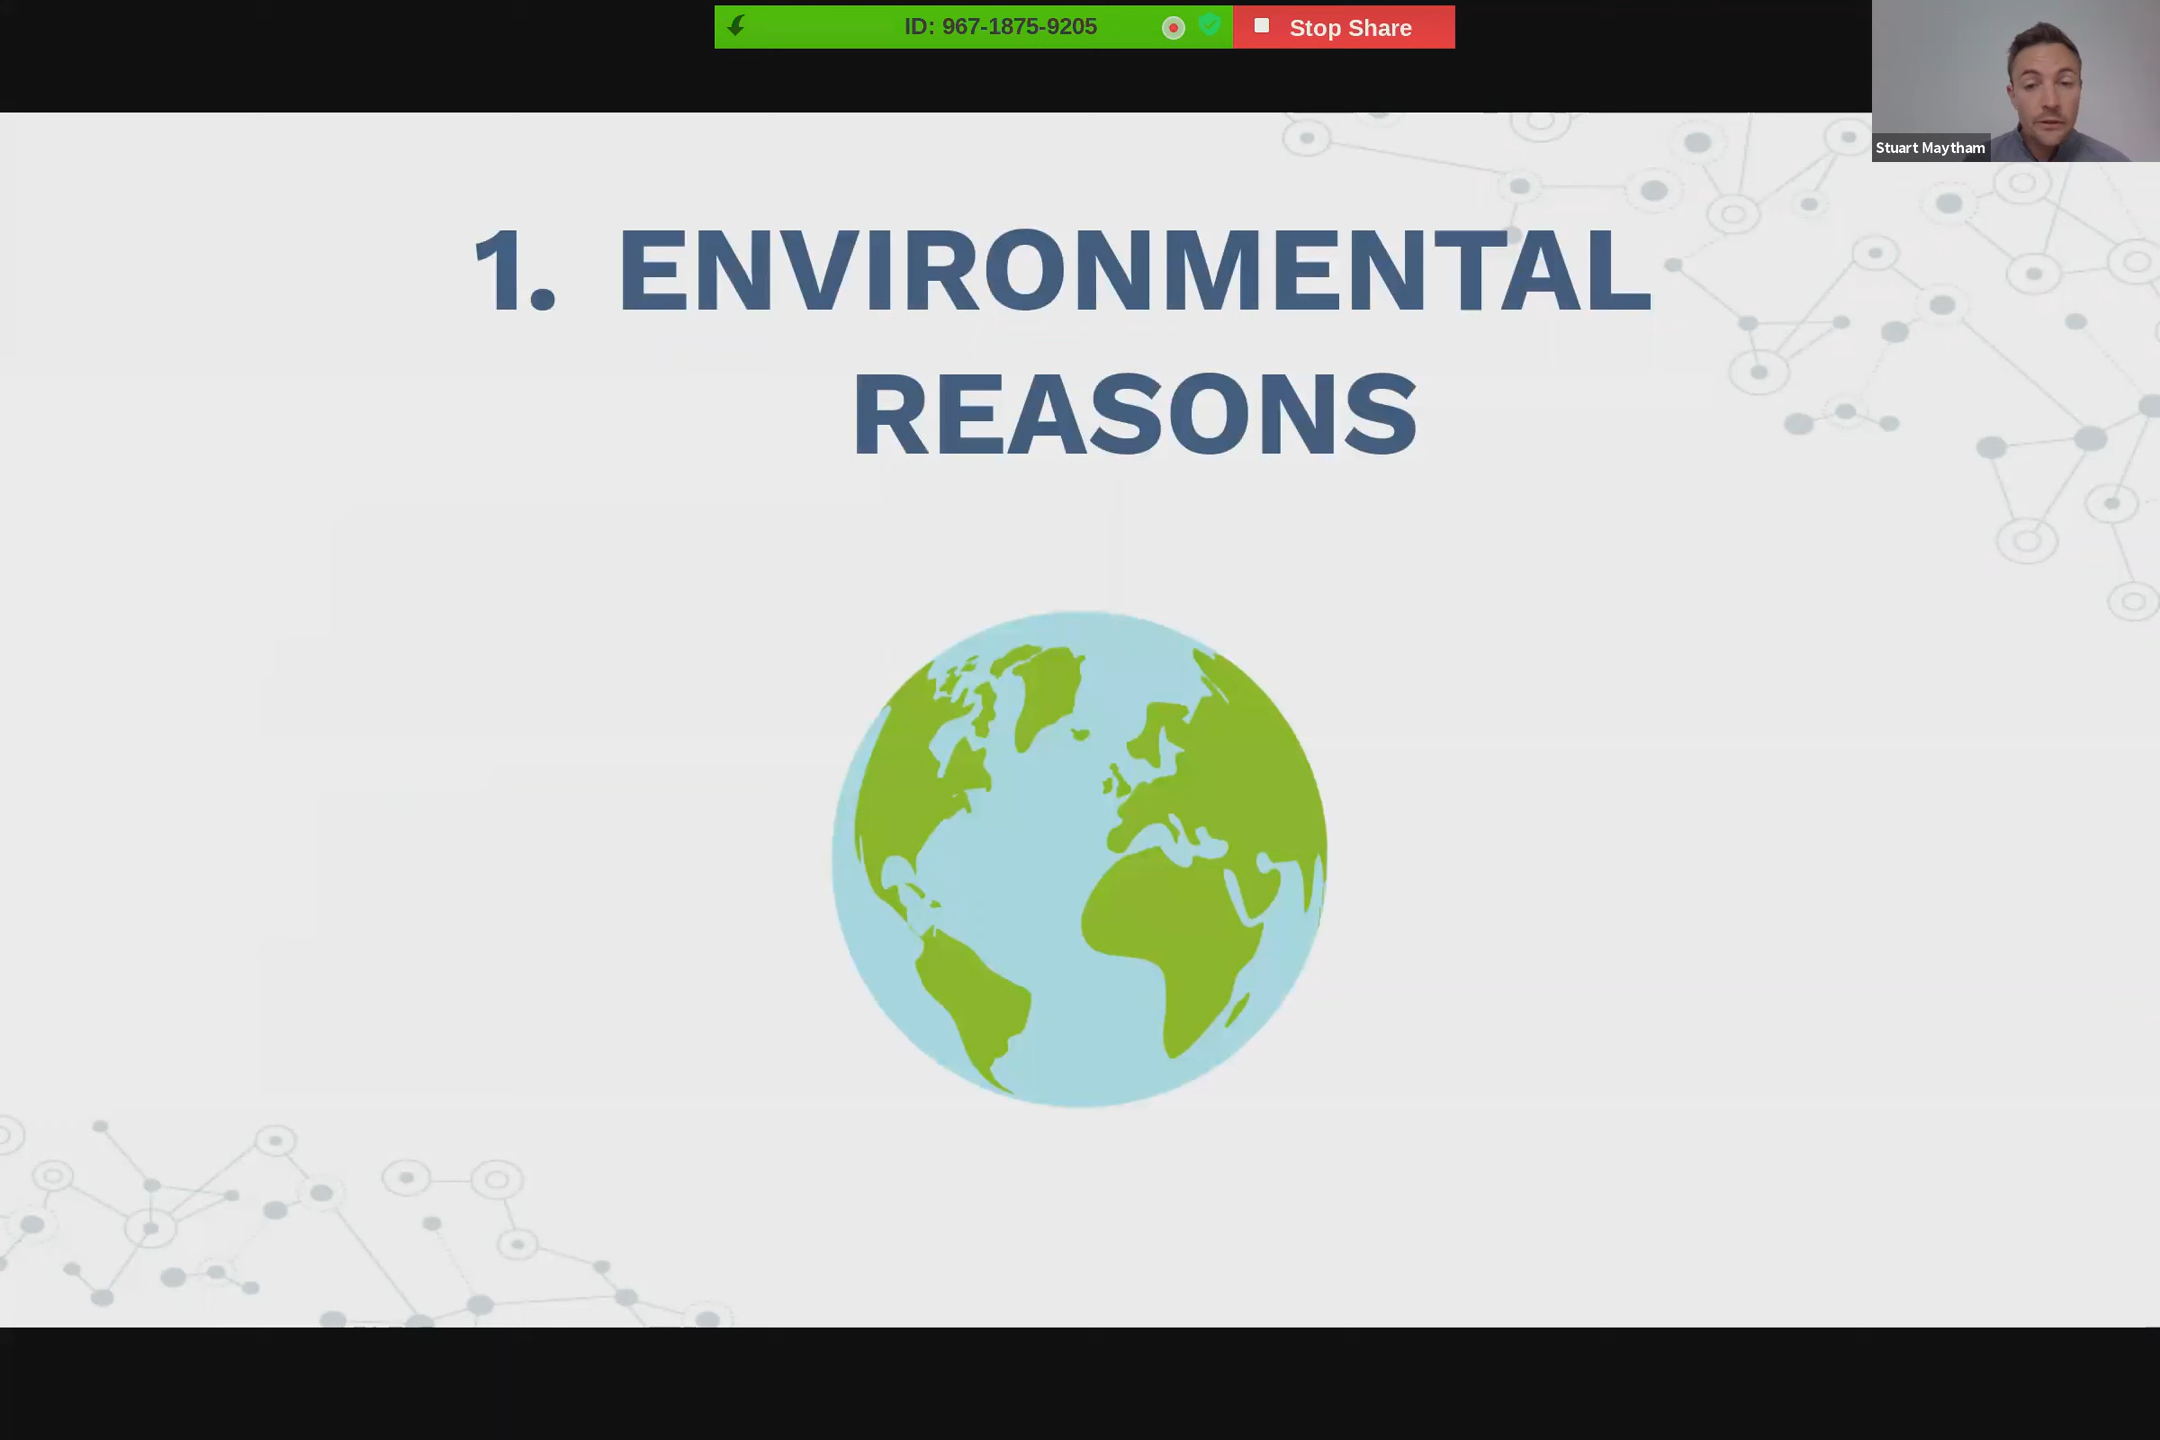 ID: 967-1875-9205
Stop Share
Stuart Maytham
1. ENVIRONMENTAL
REASONS